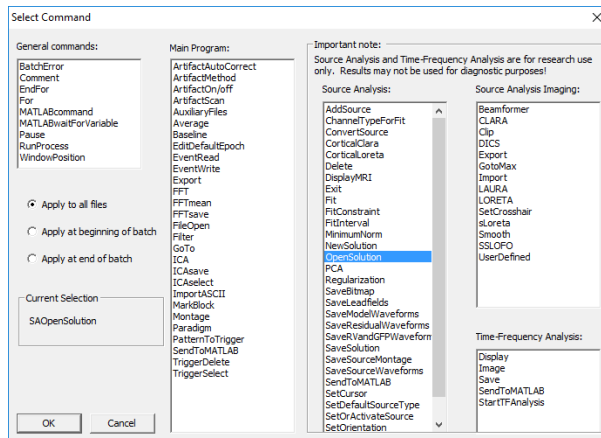 Select Command
General commands:
BatchError
Comment
EndFor
For
MATLABcommand
MATLABwaitForVariable
Pause
RunProcess
WindowPosition
Apply to all files
Apply at beginning of batch
Apply at end of batch
Current Selection
SAOpenSolution
OK
Cancel
Main Program:
ArtifactAutoCorrect
ArtifactMethod
ArtifactOn/off
ArtifactScan
AuxiliaryFiles
Average
Baseline
EditDefaultEpoch
EventRead
EventWrite
Export
FFT
FFTmean
FFTsave
FileOpen
Filter
GoTo
ICA
ICAsave
ICAselect
ImportASCII
MarkBlock
Montage
Paradigm
PatternToTrigger
SendToMATLAB
TriggerDelete
TriggerSelect
Important note:
Source Analysis and Time-Frequency Analysis are for research use
only. Results may not be used for diagnostic purposes!
Source Analysis:
AddSource
ChannelTypeForFit
ConvertSource
CorticalClara
CorticalLoreta
Delete
DisplayMRI
Exit
Fit
FitConstraint
FitInterval
MinimumNorm
NewSolution
OpenSolution
PCA
Regularization
SaveBitmap
SaveLeadfields
SaveModelWaveforms
SaveResidualWaveforms
SaveRVandGFPWaveform
SaveSolution
SaveSourceMontage
SaveSourceWaveforms
SendToMATLAB
SetCursor
SetDefaultSourceType
SetOrActivateSource
SetOrientation
Source Analysis Imaging:
Beamformer
CLARA
Clip
DICS
Export
GotoMax
Import
LAURA
LORETA
SetCrosshair
sLoreta
Smooth
SSLOFO
UserDefined
Time-Frequency Analysis:
Display
Image
Save
SendToMATLAB
StartTFAnalysis